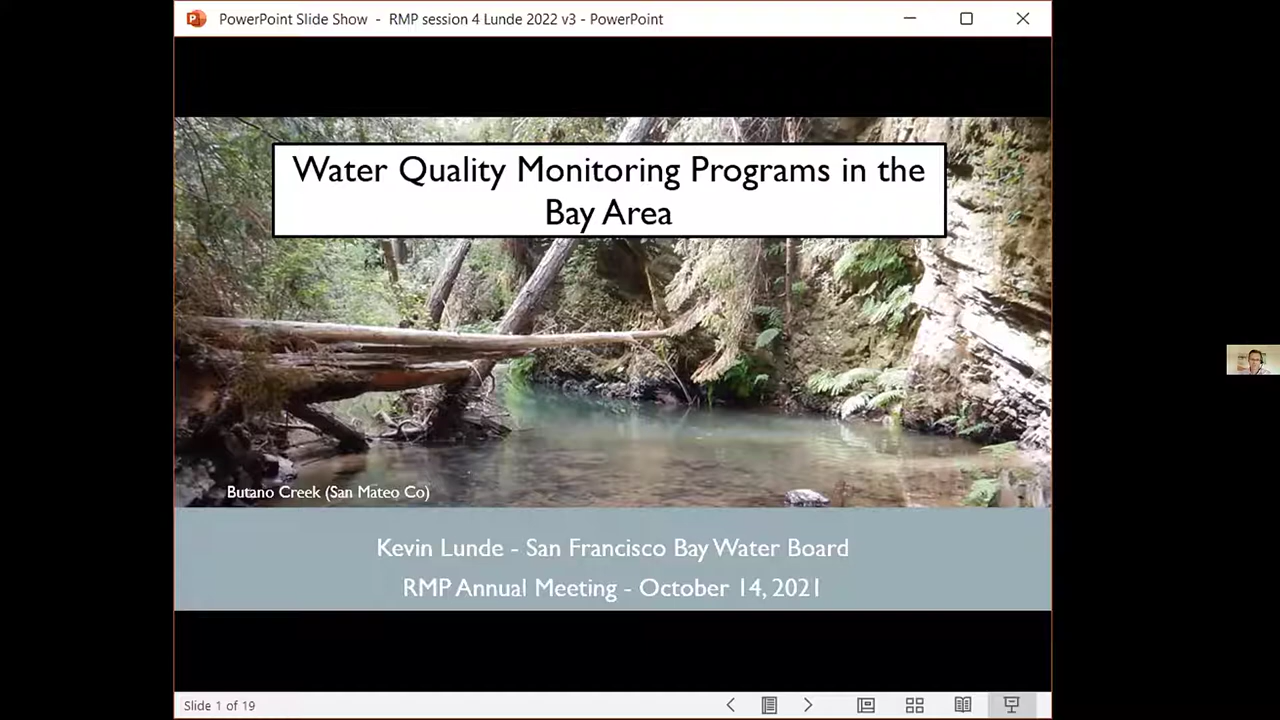 PowerPoint Slide Show - RMP session 4 Lunde 2022 v3 - PowerPoint
Water Quality Monitoring Programs in the
Bay Area
Butano Creek (San Mateo Co)
Kevin Lunde - San Francisco Bay Water Board
RMP Annual Meeting - October 14, 2021
Slide 1 of 19